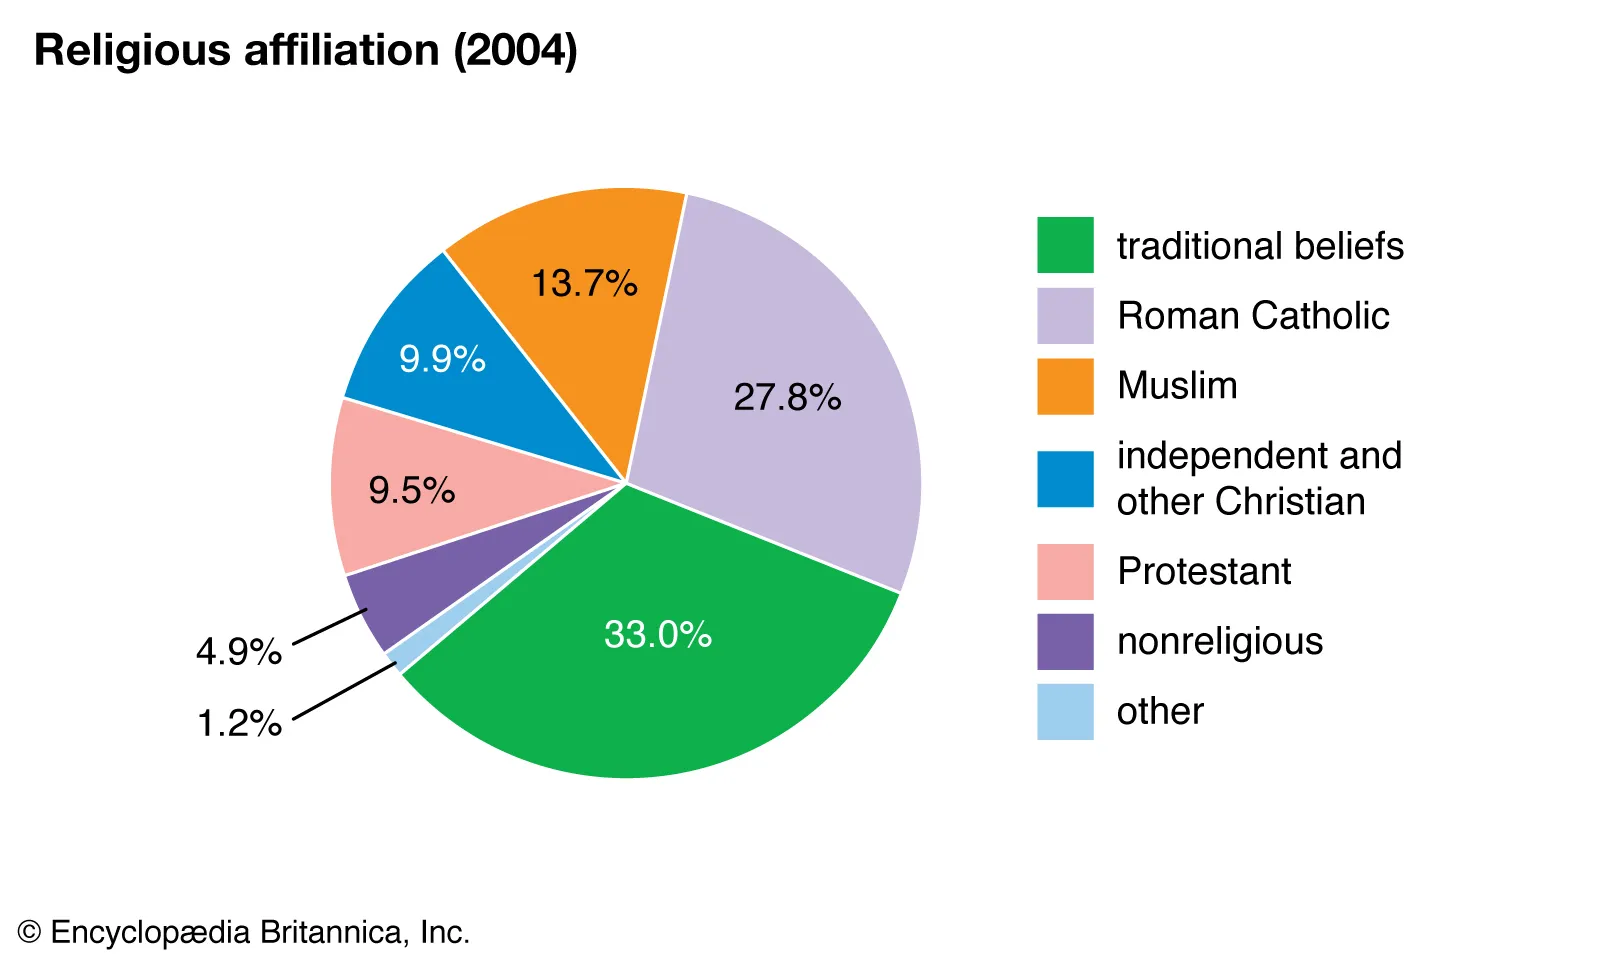 Religious affiliation (2004)
13.7%
9.9%
27.8%
9.5%
33.0%
4.9%
1.2%
traditional beliefs
Roman Catholic
Muslim
independent and
other Christian
Protestant
nonreligious
other
© Encyclopædia Britannica, Inc.